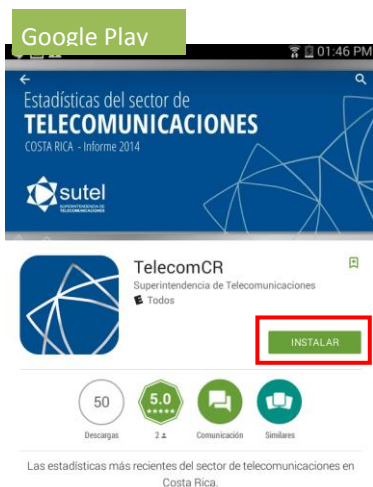 Google Play
01:46 PM
Estadísticas del sector de
TELECOMUNICACIONES
COSTA RICA - Informe 2014
sutel
SUPERINTENDENCIA DE
TELECOMUNICACIONES
TelecomCR
Superintendencia de Telecomunicaciones
E Todos
INSTALAR
50
5.0
Descargas
2
Comunicación
Similares
Las estadísticas más recientes del sector de telecomunicaciones en
Costa Rica.